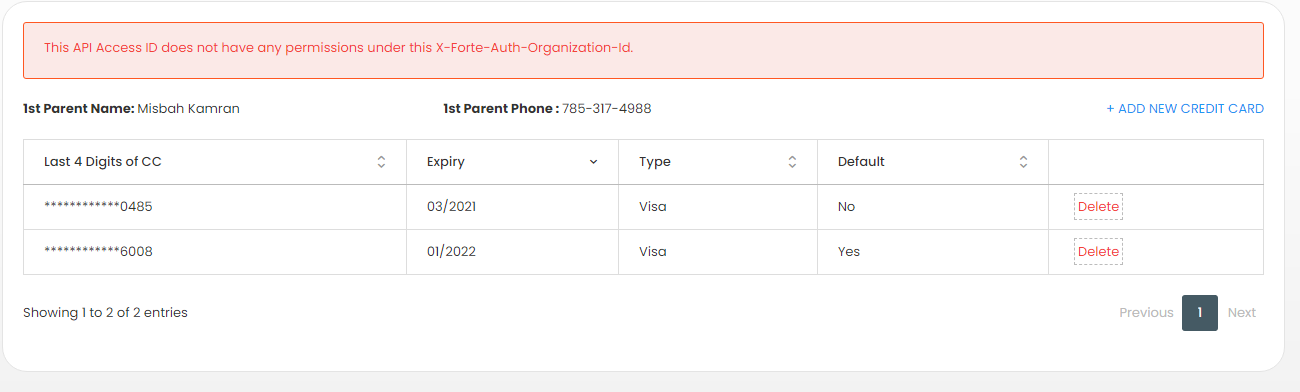 This API Access ID does not have any permissions under this X-Forte-Auth-Organization-Id.
1st Parent Name: Misbah Kamran 1st Parent Phone : 785-317-4988 + ADD NEW CREDIT CARD
Last 4 Digits of CC Expiry Type Default
************0485 03/2021 Visa No Delete
************6008 01/2022 Visa Yes Delete
Showing 1 to 2 of 2 entries Previous 1 Next